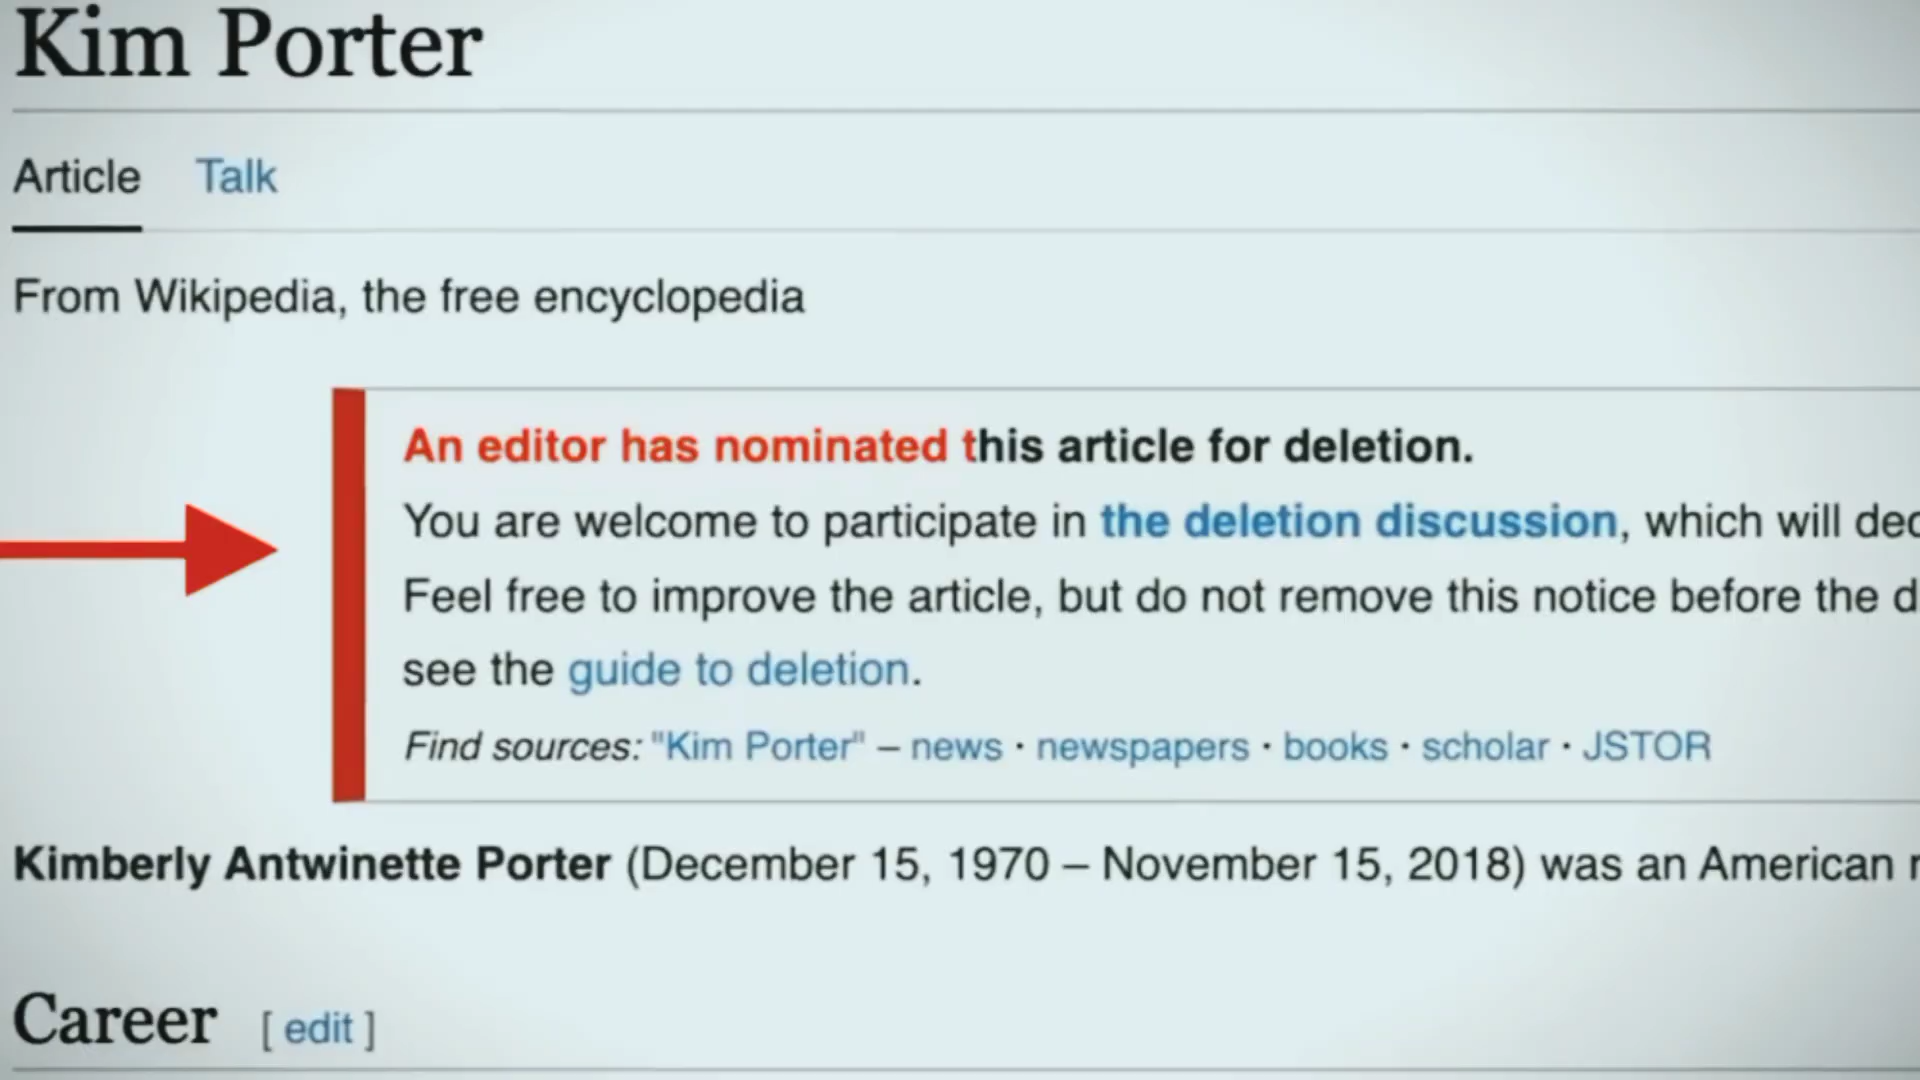 Kim Porter
Article Talk
From Wikipedia, the free encyclopedia
An editor has nominated this article for deletion.
You are welcome to participate in the deletion discussion, which will
Feel free to improve the article, but do not remove this notice before the
see the guide to deletion.
Find sources: "Kim Porter" – news · newspapers · books · scholar · JSTOR
Kimberly Antwinette Porter (December 15, 1970 – November 15, 2018) was an American
Career [ edit ]